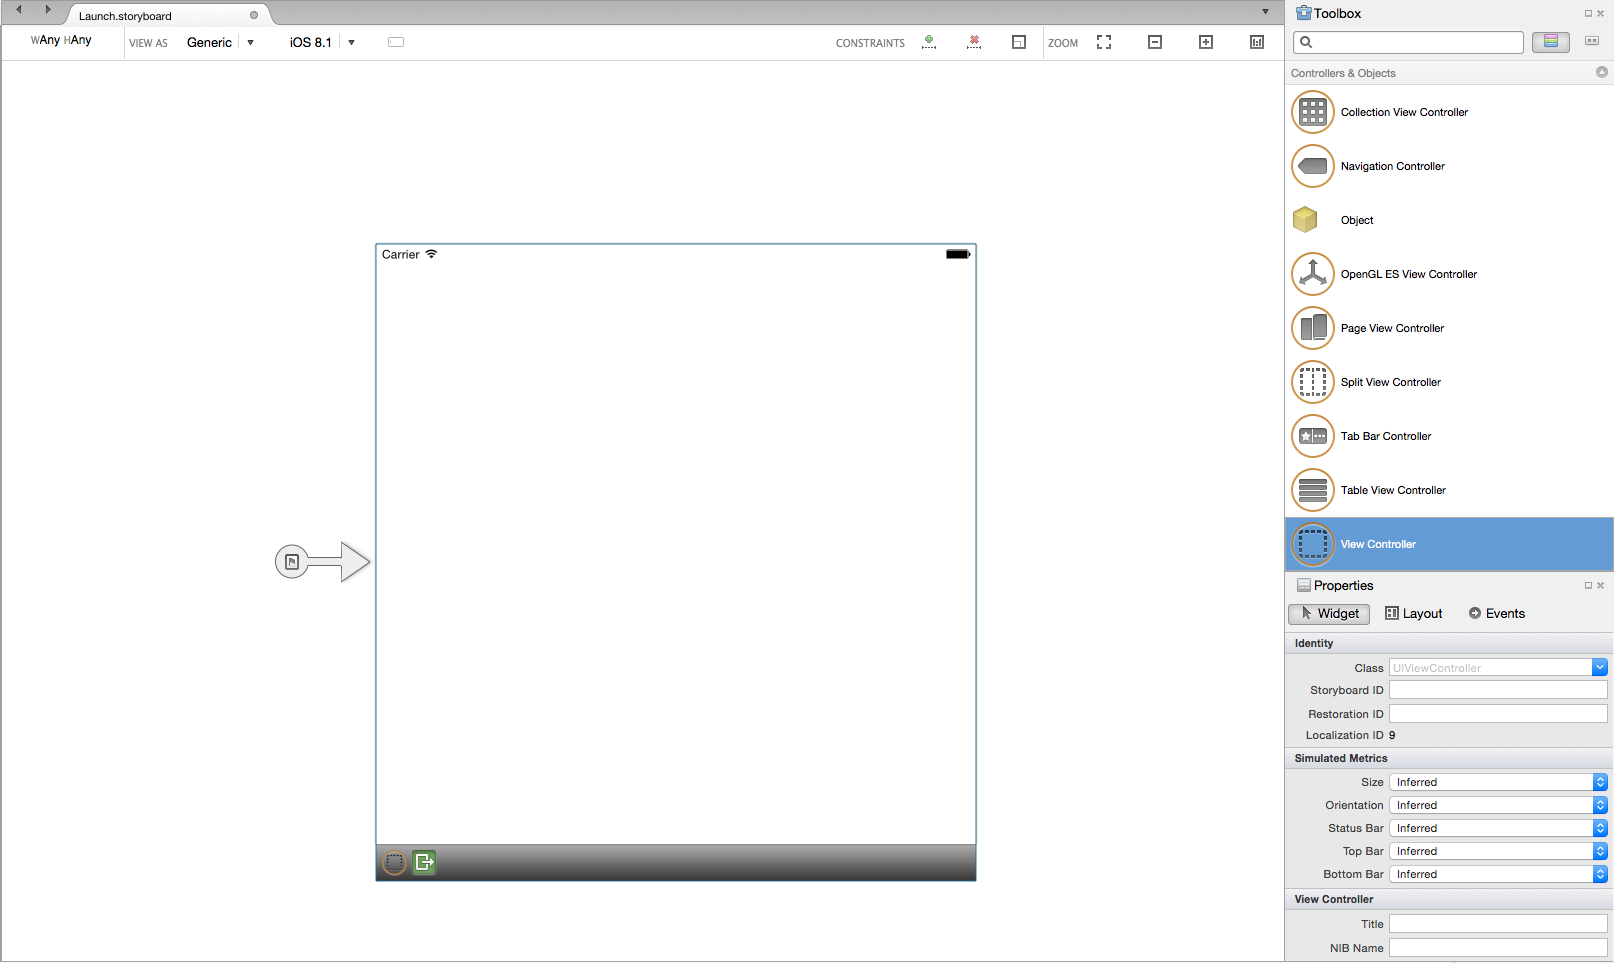 Launch.storyboard
wAny hAny
VIEW AS
Generic
iOS 8.1
CONSTRAINTS
ZOOM
Carrier
Toolbox
Controllers & Objects
Collection View Controller
Navigation Controller
Object
OpenGL ES View Controller
Page View Controller
Split View Controller
Tab Bar Controller
Table View Controller
View Controller
Properties
Widget
Layout
Events
Identity
Class UIViewController
Storyboard ID
Restoration ID
Localization ID 9
Simulated Metrics
Size Inferred
Orientation Inferred
Status Bar Inferred
Top Bar Inferred
Bottom Bar Inferred
View Controller
Title
NIB Name